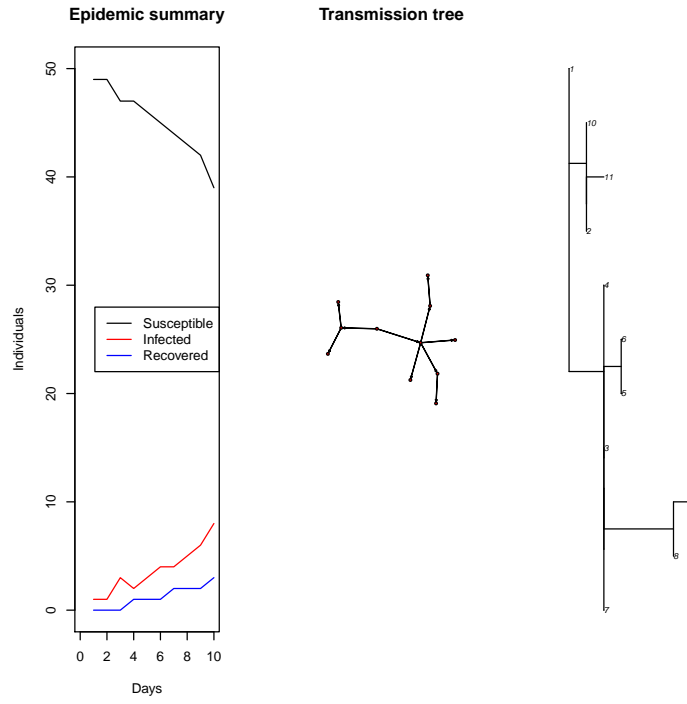 Epidemic summary
Transmission tree
Individuals
50
40
30
20
10
0
Susceptible
Infected
Recovered
0 2 4 6 8 10
Days
1
10
11
2
4
6
5
3
8
7